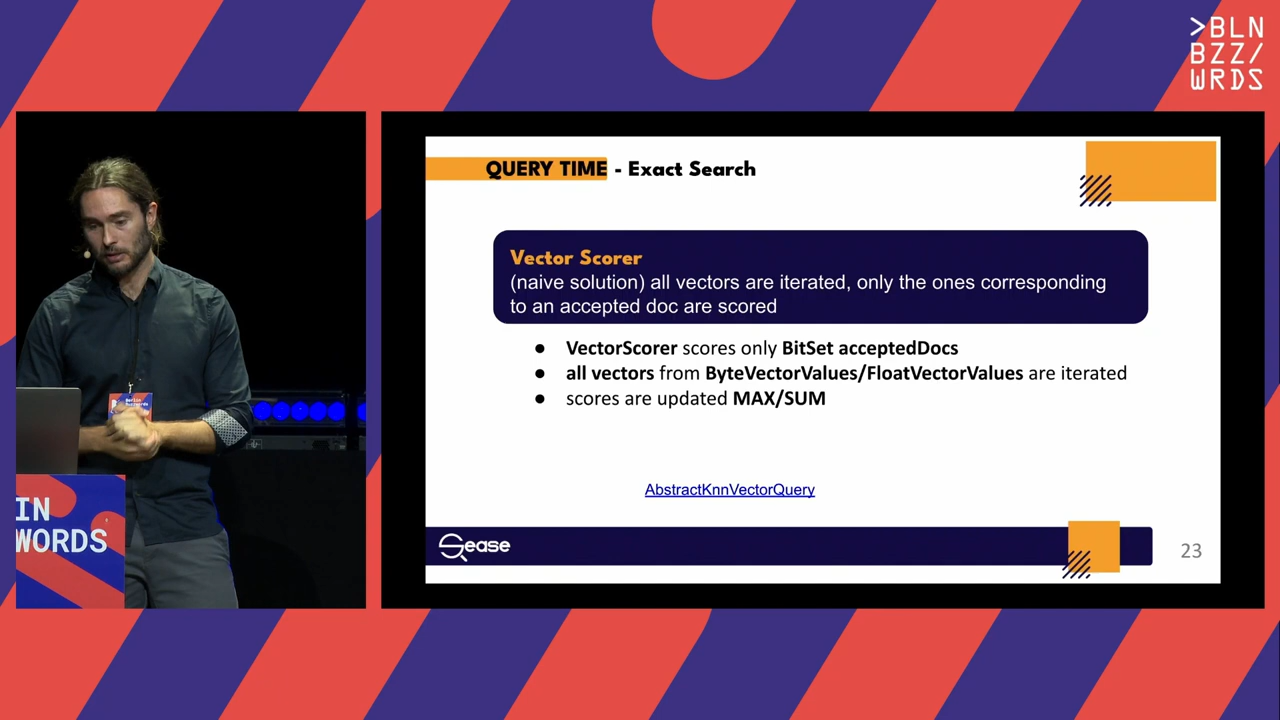 >BLN
BZZ/
WRDS
QUERY TIME - Exact Search
Vector Scorer
(naive solution) all vectors are iterated, only the ones corresponding
to an accepted doc are scored
● VectorScorer scores only BitSet acceptedDocs
● all vectors from ByteVectorValues/FloatVectorValues are iterated
● scores are updated MAX/SUM
AbstractKnnVectorQuery
Sease
23
IN
WORDS